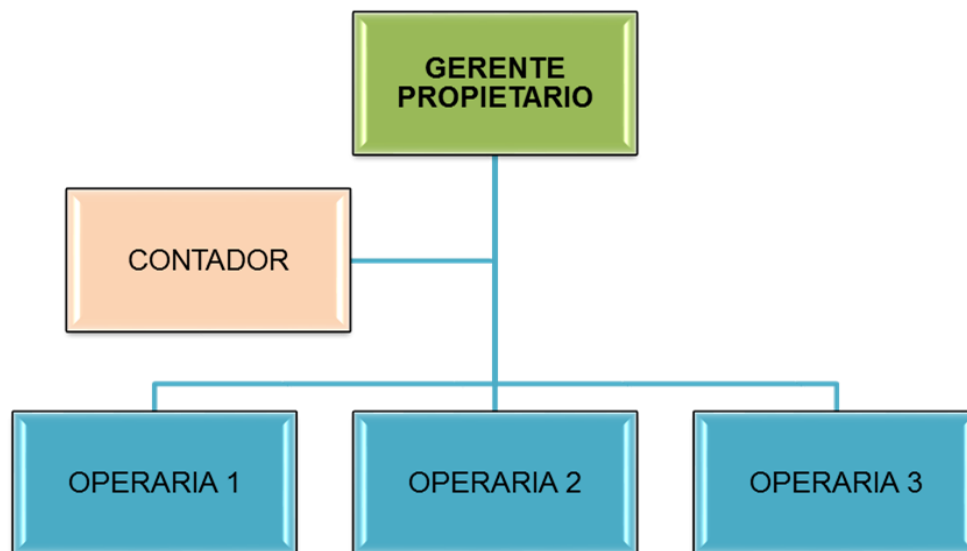 GERENTE
PROPIETARIO
CONTADOR
OPERARIA 1
OPERARIA 2
OPERARIA 3